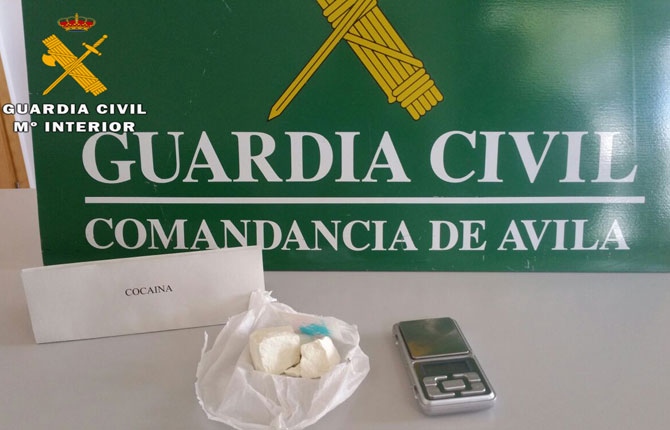 GUARDIA CIVIL
Mº INTERIOR
GUARDIA CIVIL
COMANDANCIA DE AVILA
COCAINA